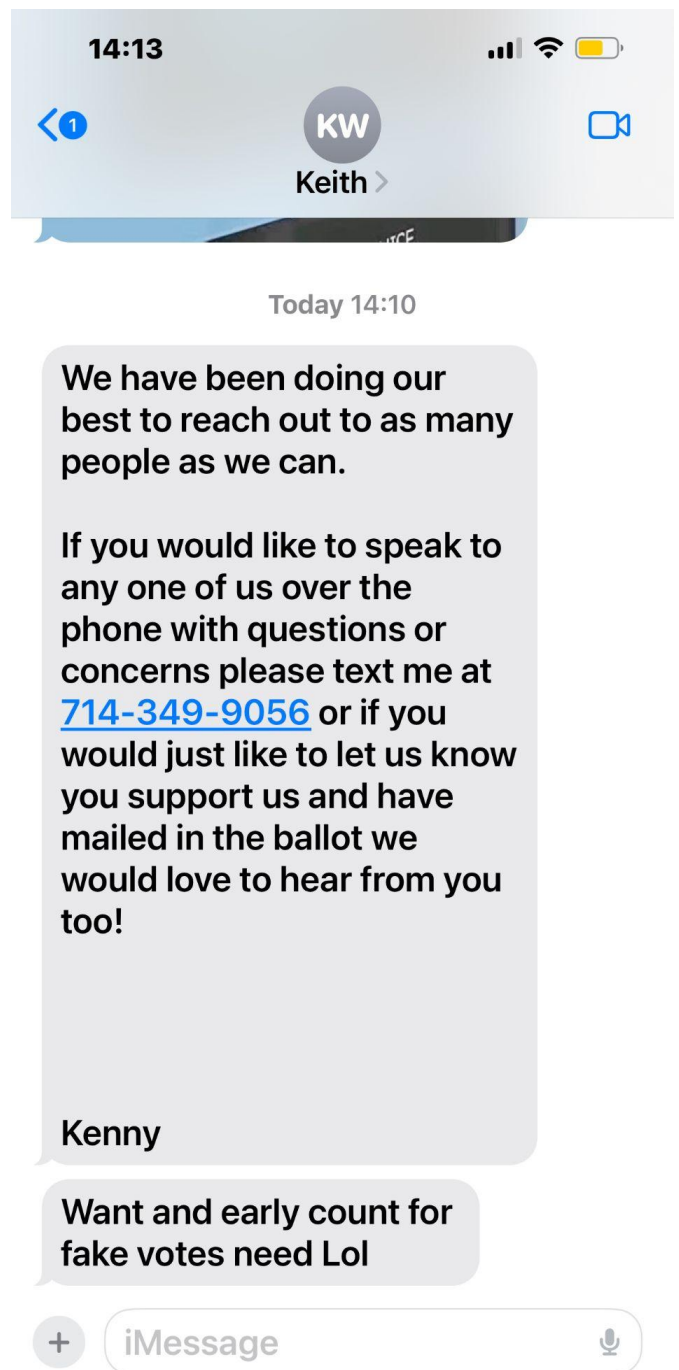 14:13
1
KW
Keith
Today 14:10
We have been doing our
best to reach out to as many
people as we can.
If you would like to speak to
any one of us over the
phone with questions or
concerns please text me at
714-349-9056 or if you
would just like to let us know
you support us and have
mailed in the ballot we
would love to hear from you
too!
Kenny
Want and early count for
fake votes need Lol
iMessage